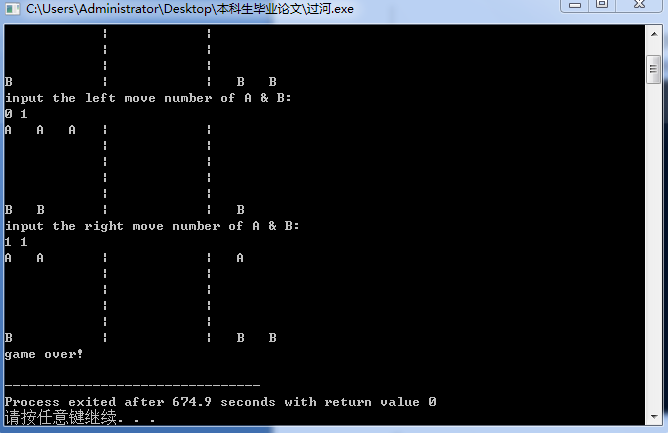 C:\Users\Administrator\Desktop\本科生毕业论文\过河.exe
¦ ¦
¦ ¦
¦ ¦
B ¦ ¦ B B
input the left move number of A & B:
0 1
A A A ¦ ¦
¦ ¦
¦ ¦
¦ ¦
¦ ¦
B B ¦ ¦ B
input the right move number of A & B:
1 1
A A ¦ ¦ A
¦ ¦
¦ ¦
¦ ¦
¦ ¦
B ¦ ¦ B B
game over!
--------------------------------
Process exited after 674.9 seconds with return value 0
请按任意键继续. . .